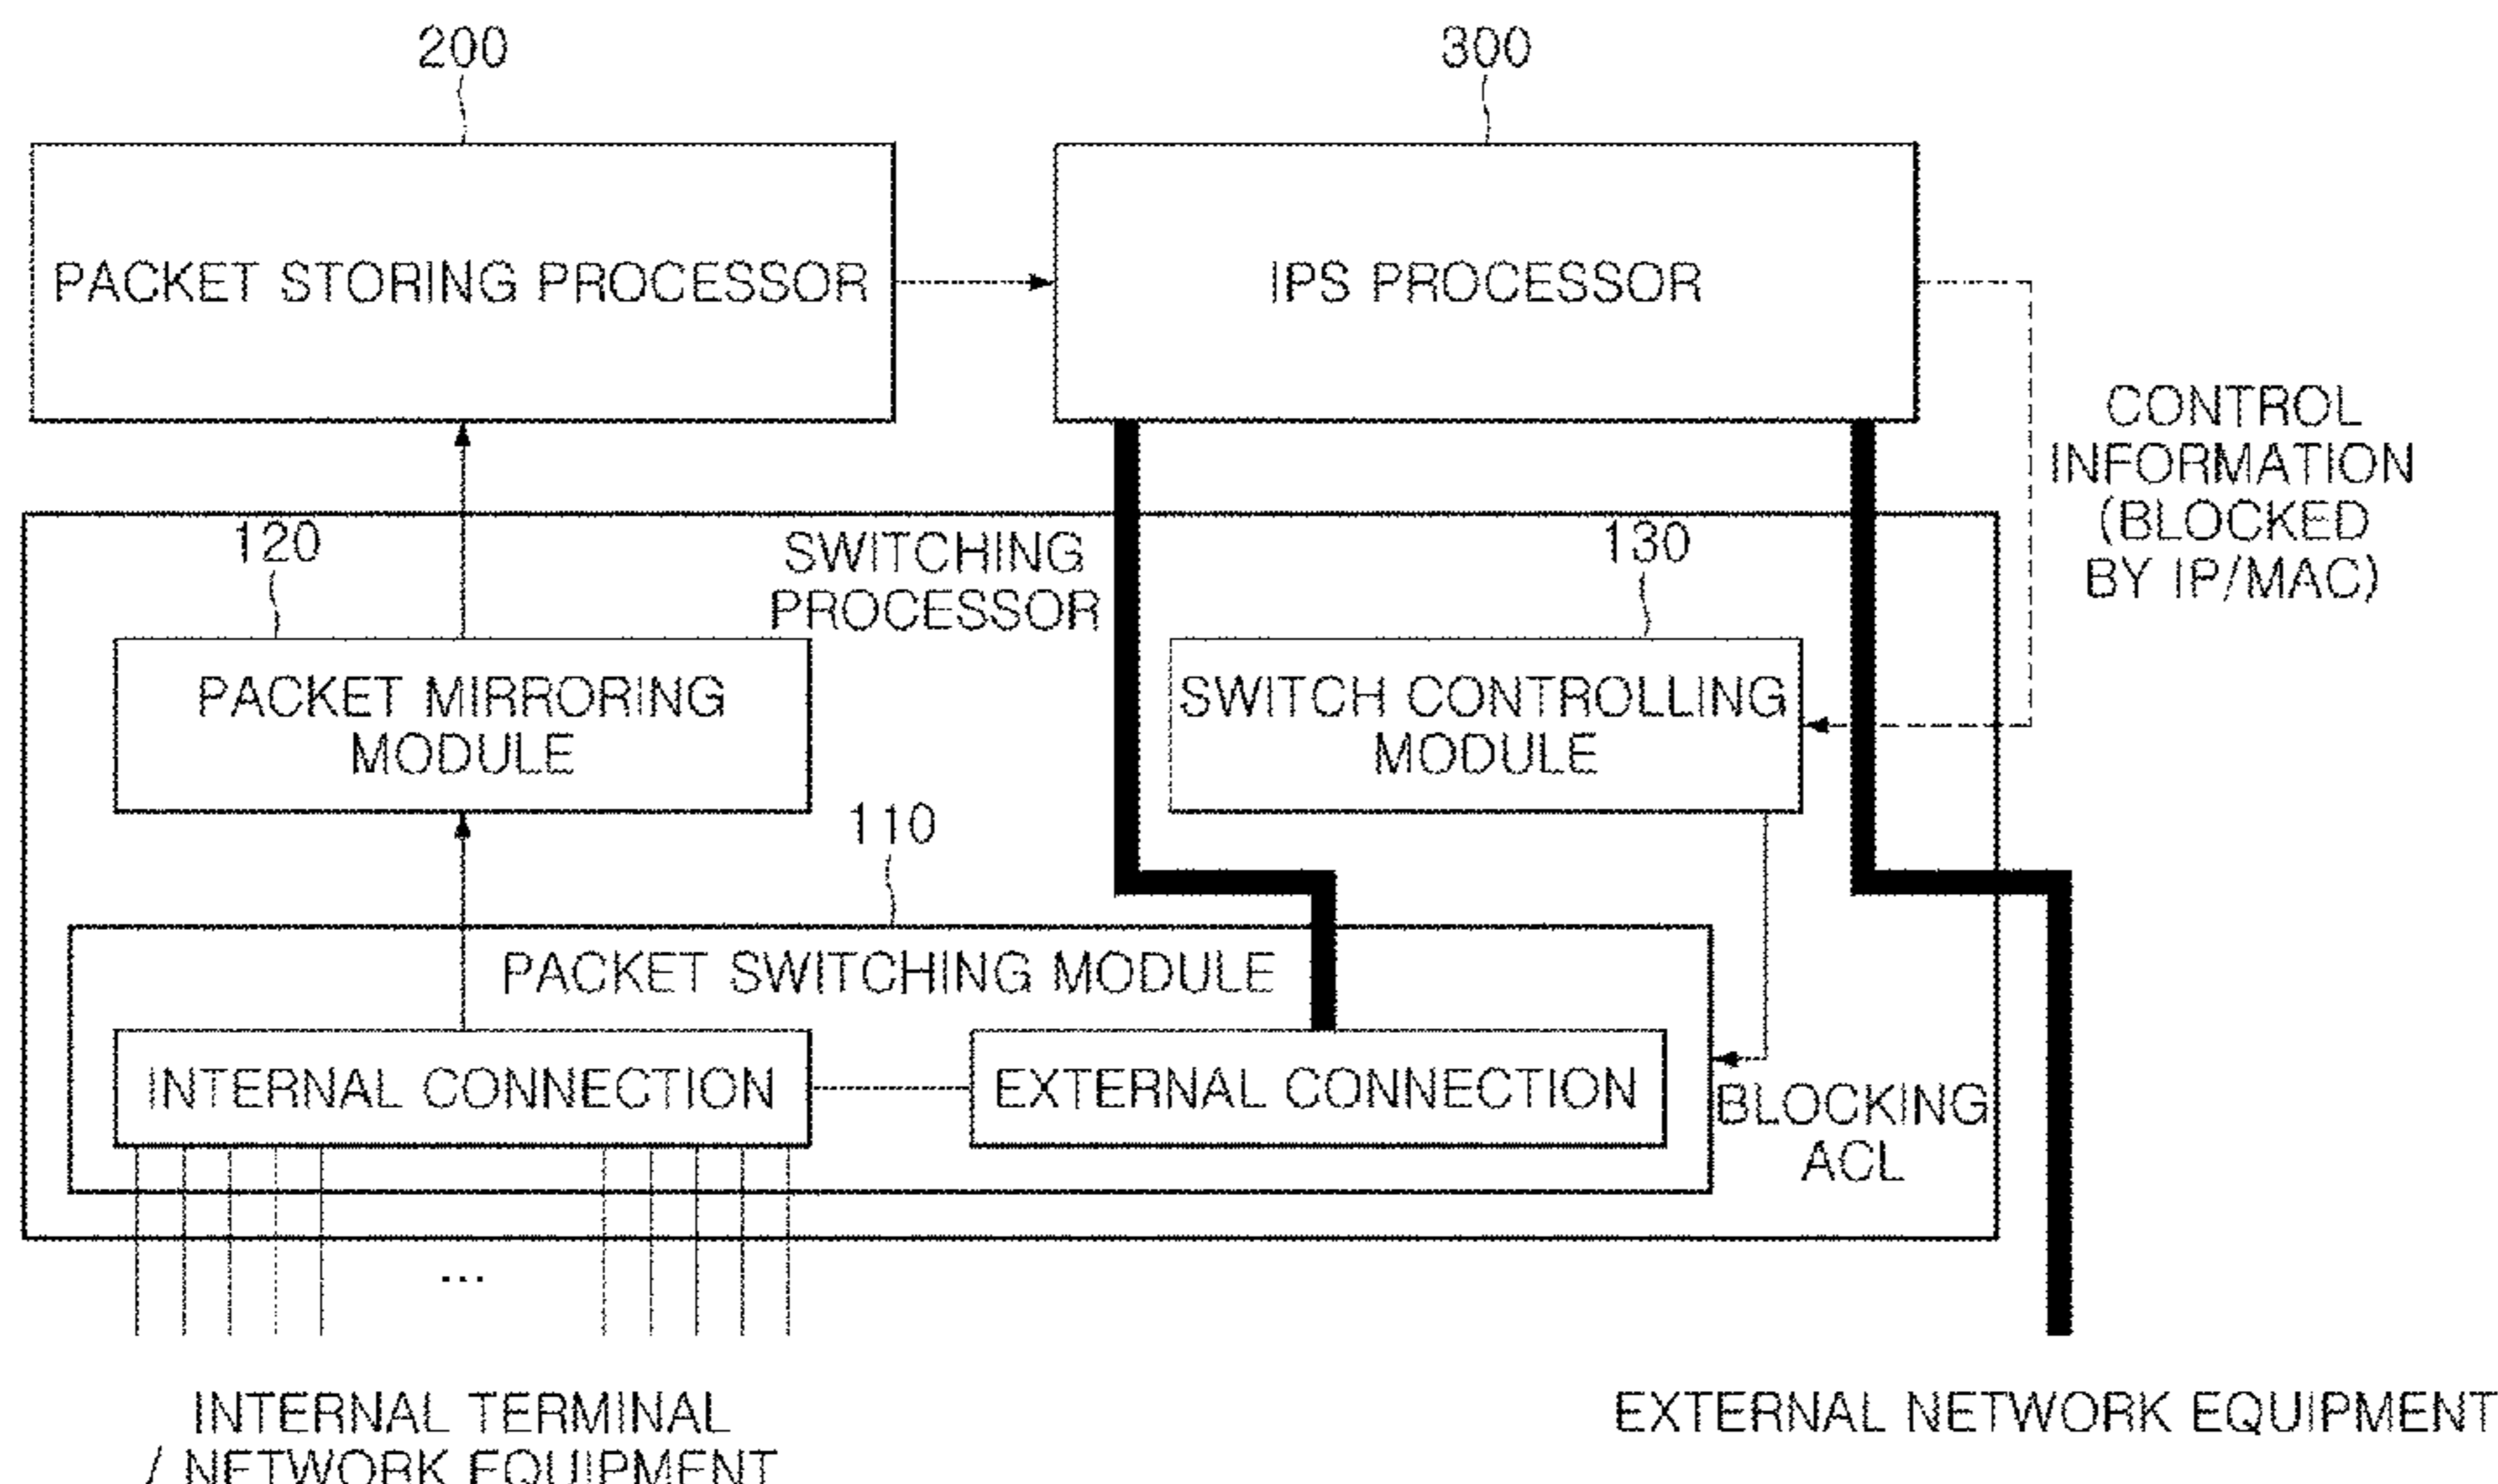 200
300
PACKET STORING PROCESSOR
IPS PROCESSOR
CONTROL
INFORMATION
(BLOCKED
BY IP/MAC)
SWITCHING
PROCESSOR
120
130
PACKET MIRRORING
MODULE
SWITCH CONTROLLING
MODULE
110
PACKET SWITCHING MODULE
INTERNAL CONNECTION
EXTERNAL CONNECTION
BLOCKING
ACL
...
INTERNAL TERMINAL
/ NETWORK EQUIPMENT
EXTERNAL NETWORK EQUIPMENT